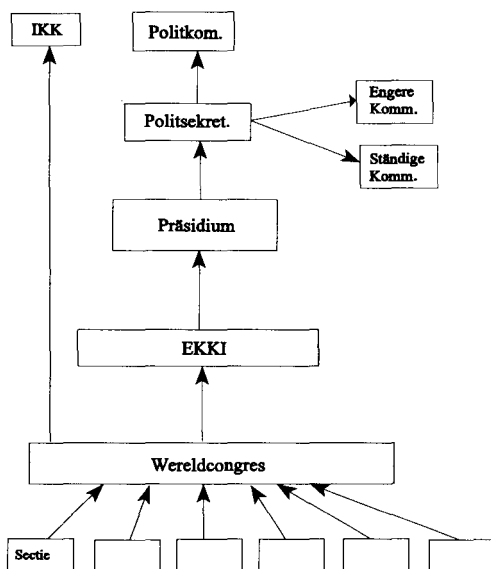 IKK
Politkom.
Politsekret.
Engere
Komm.
Ständige
Komm.
Präsidium
EKKI
Wereldcongres
Sectie